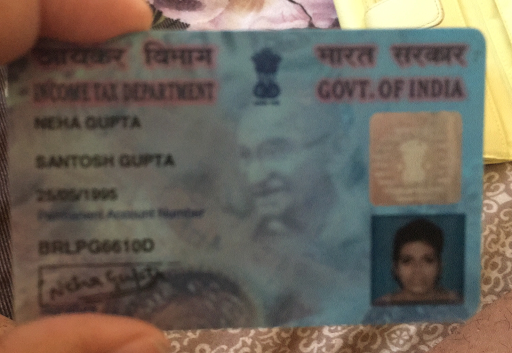 आयकर विभाग
भारत सरकार
INCOME TAX DEPARTMENT
GOVT. OF INDIA
NEHA GUPTA
SANTOSH GUPTA
25/05/1995
Permanent Account Number
BRLPG6610D
Neha Gupta